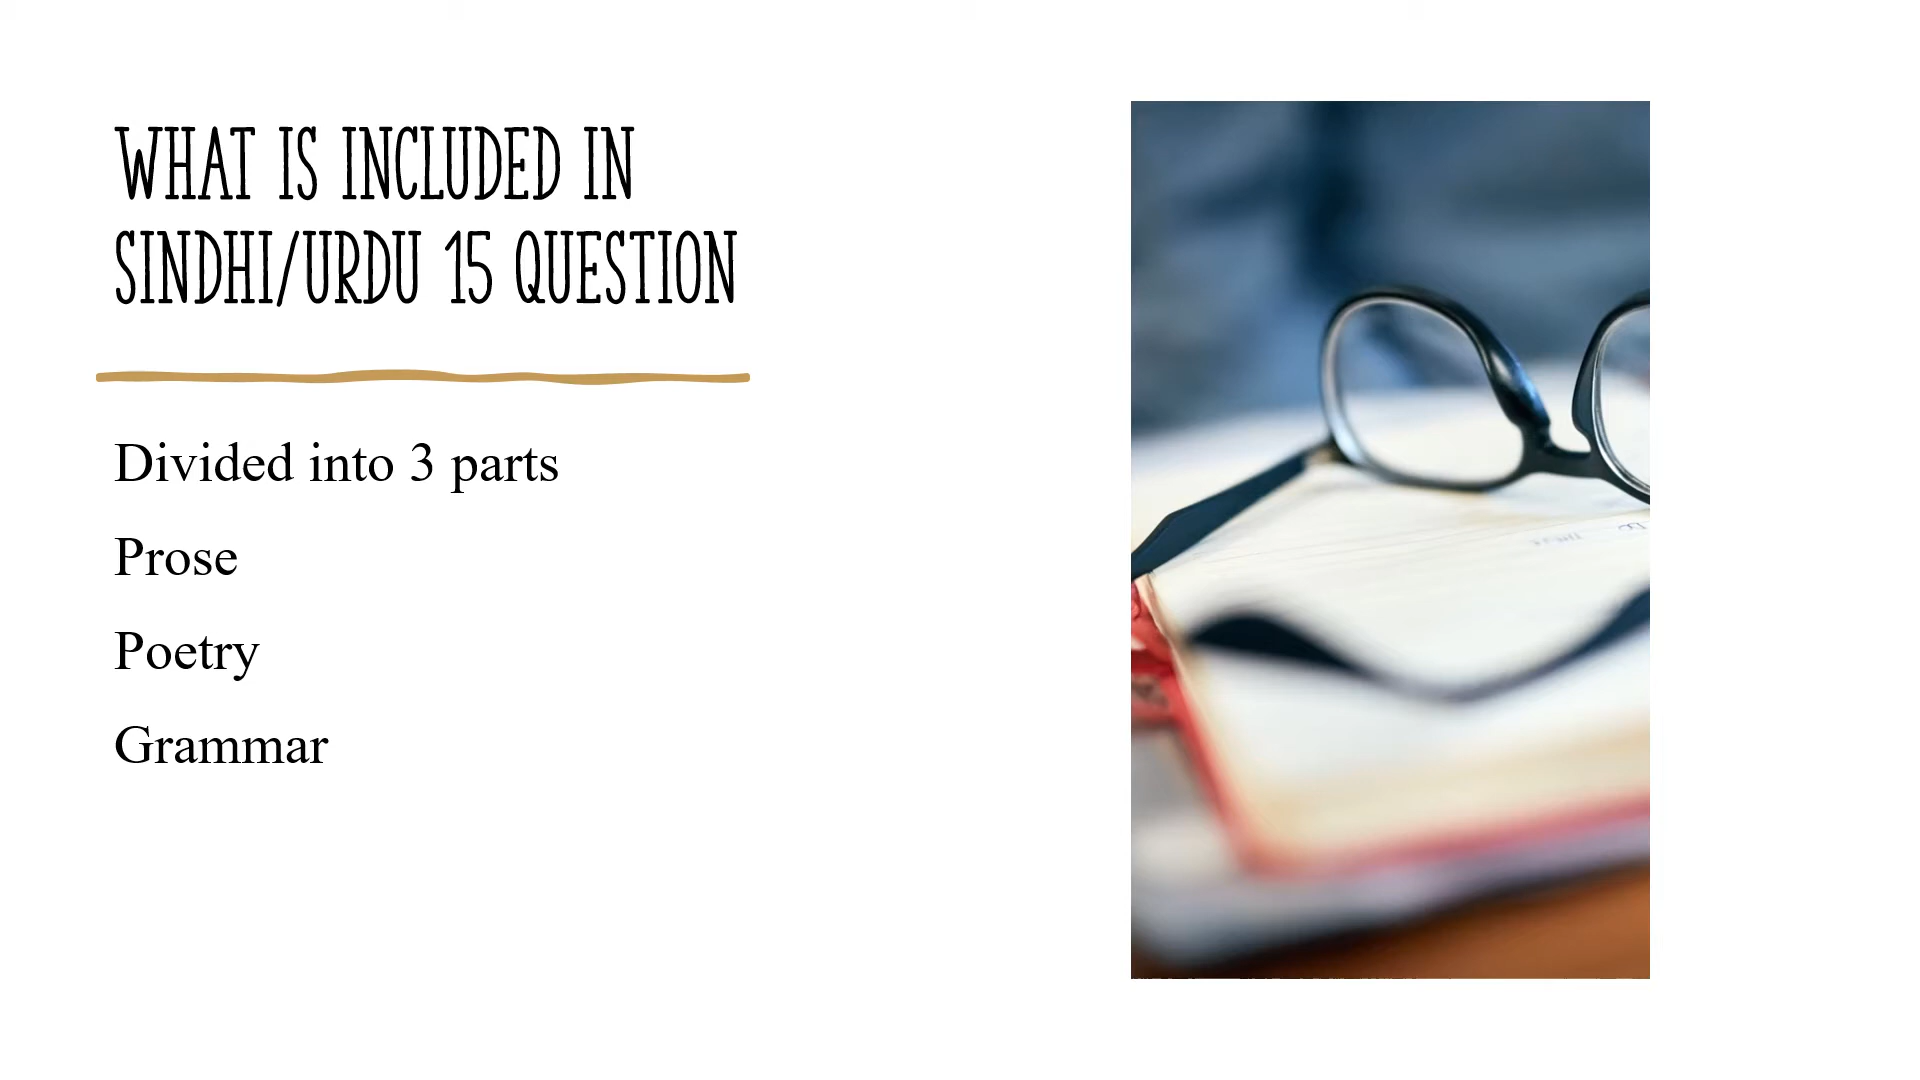 WHAT IS INCLUDED IN
SINDHI/URDU 15 QUESTION
Divided into 3 parts
Prose
Poetry
Grammar